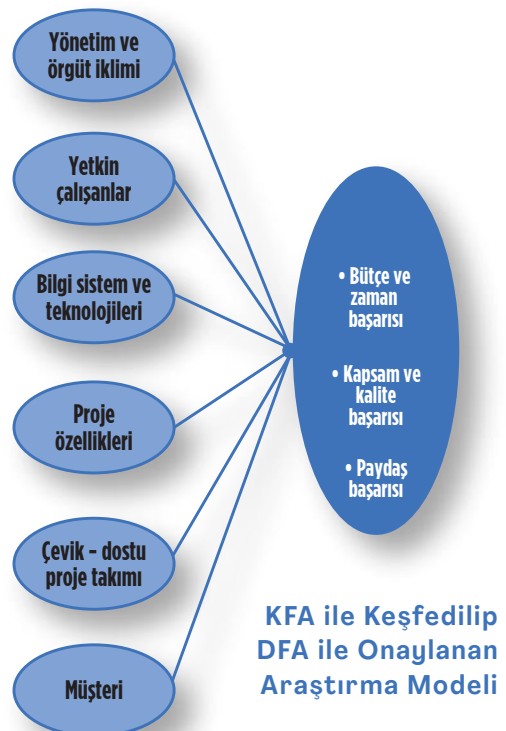 Yönetim ve
örgüt iklimi
Yetkin
çalışanlar
Bilgi sistem ve
teknolojileri
Proje
özellikleri
Çevik - dostu
proje takımı
Müşteri
• Bütçe ve
zaman
başarısı
• Kapsam ve
kalite
başarısı
• Paydaş
başarısı
KFA ile Keşfedilip
DFA ile Onaylanan
Araştırma Modeli